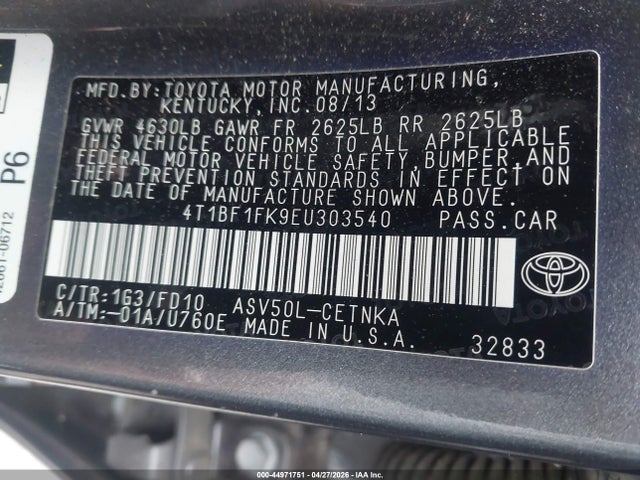 MFD.BY:TOYOTA MOTOR MANUFACTURING,
KENTUCKY,INC.08/13
GVWR 4630LB GAWR FR 2625LB RR 2625LB
THIS VEHICLE CONFORMS TO ALL APPLICABLE
FEDERAL MOTOR VEHICLE SAFETY,BUMPER,AND
THEFT PREVENTION STANDARDS IN EFFECT ON
THE DATE OF MANUFACTURE SHOWN ABOVE.
4T1BF1FK9EU303540 PASS.CAR
C/TR:1G3/FD10 ASV50L-CETNKA
A/TM:-01A/U760E MADE IN U.S.A.
32833
P6
000-44971751 | 04/27/2026 | IAA Inc.